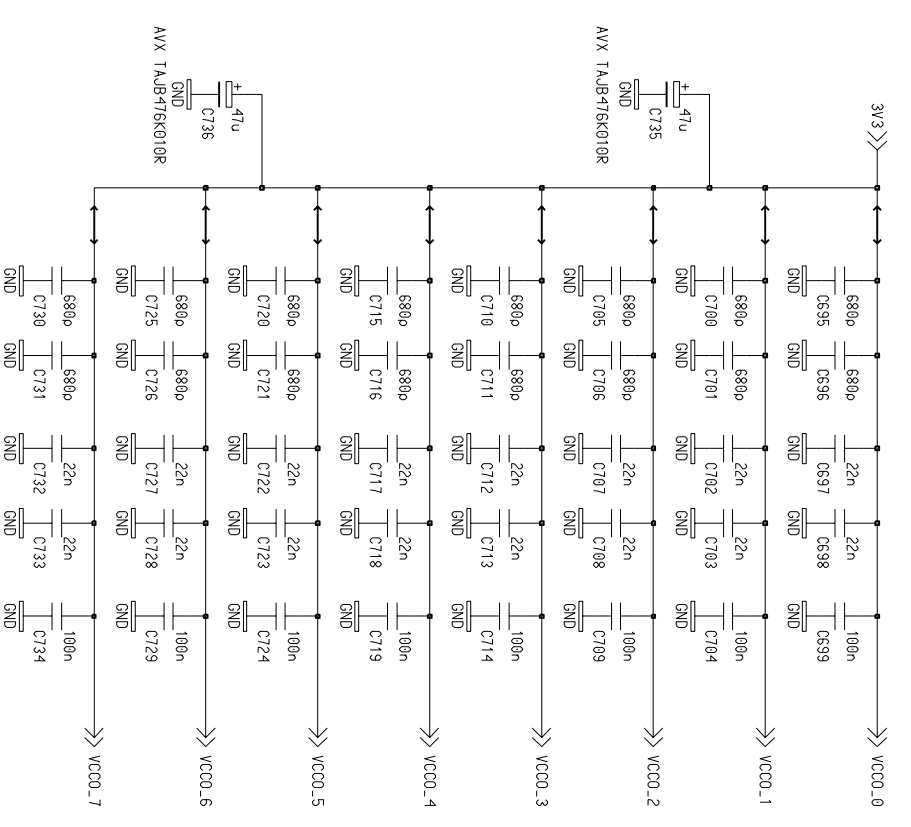 3V3
VCCO_0
680p
C695
GND
680p
C696
GND
22n
C697
GND
22n
C698
GND
100n
C699
GND
VCCO_1
680p
C700
GND
680p
C701
GND
22n
C702
GND
22n
C703
GND
100n
C704
GND
+
47u
C735
GND
AVX TAJB476K010R
VCCO_2
680p
C705
GND
680p
C706
GND
22n
C707
GND
22n
C708
GND
100n
C709
GND
VCCO_3
680p
C710
GND
680p
C711
GND
22n
C712
GND
22n
C713
GND
100n
C714
GND
VCCO_4
680p
C715
GND
680p
C716
GND
22n
C717
GND
22n
C718
GND
100n
C719
GND
VCCO_5
680p
C720
GND
680p
C721
GND
22n
C722
GND
22n
C723
GND
100n
C724
GND
+
47u
C736
GND
AVX TAJB476K010R
VCCO_6
680p
C725
GND
680p
C726
GND
22n
C727
GND
22n
C728
GND
100n
C729
GND
VCCO_7
680p
C730
GND
680p
C731
GND
22n
C732
GND
22n
C733
GND
100n
C734
GND